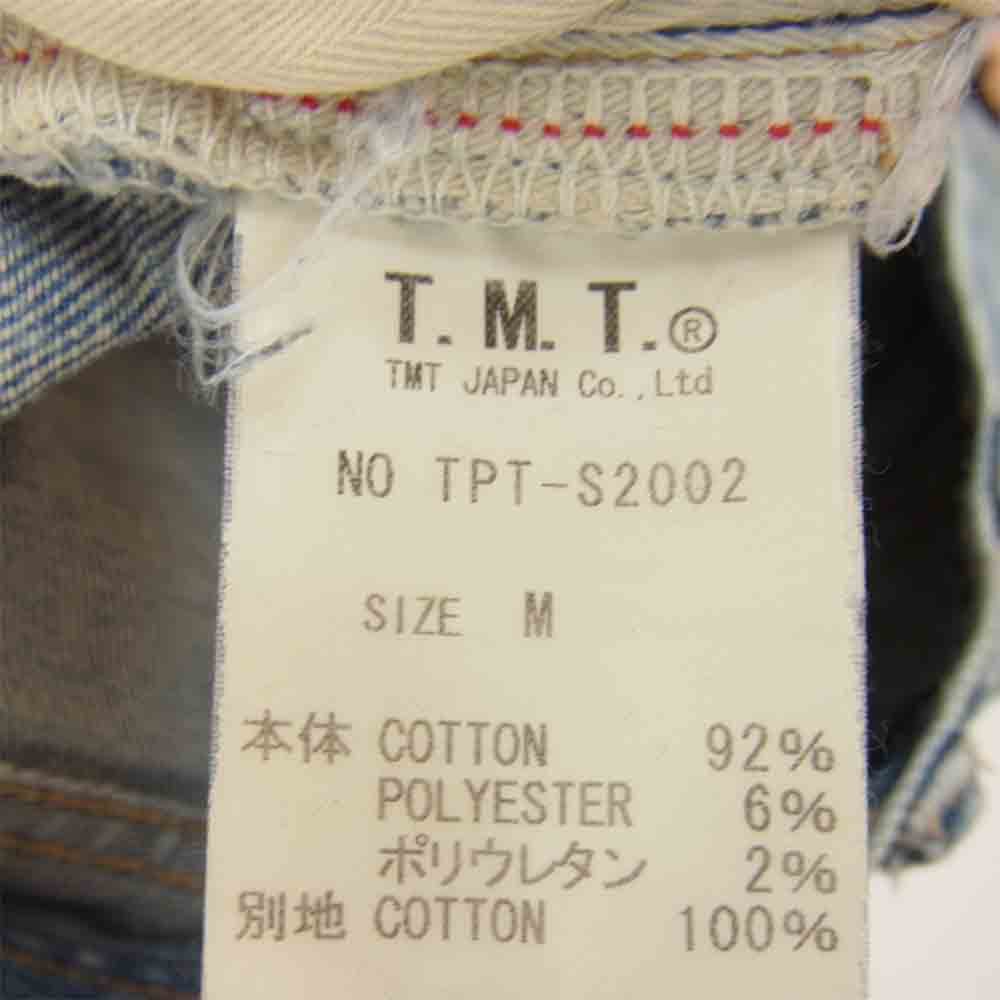 T.M.T.®
TMT JAPAN Co.,Ltd
NO TPT-S2002
SIZE M
本体 COTTON 92%
POLYESTER 6%
ポリウレタン 2%
別地 COTTON 100%